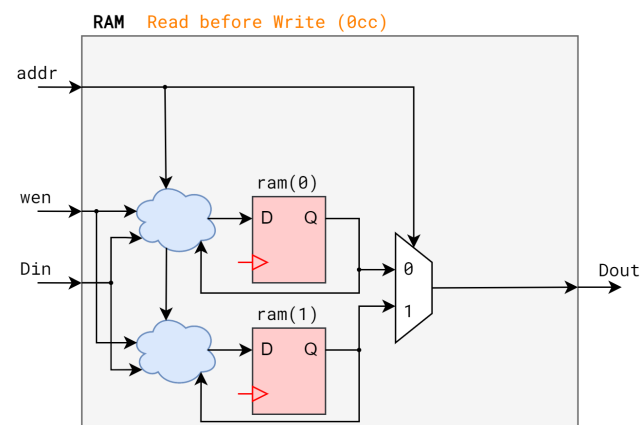 RAM Read before Write (0cc)
addr
ram(0)
wen
D Q
Din
0
Dout
ram(1)
1
D Q